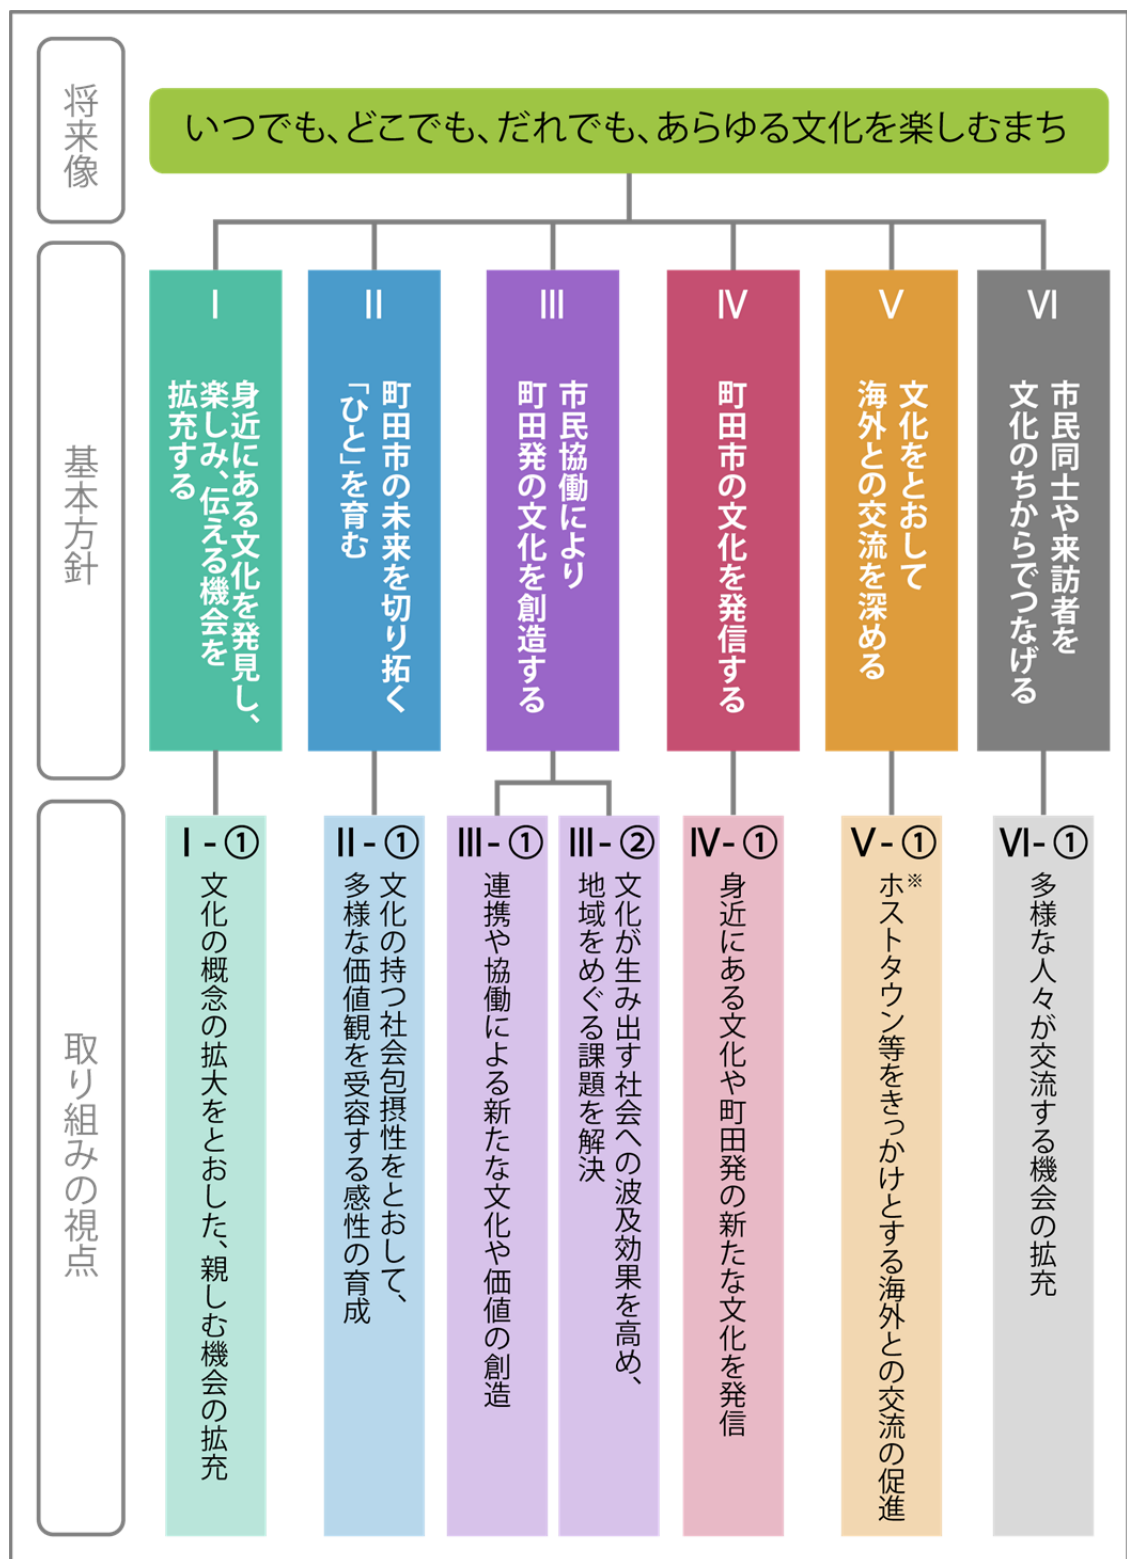 将来像
いつでも、どこでも、だれでも、あらゆる文化を楽しむまち
基本方針
Ⅰ
身近にある文化を発見し、
楽しみ、伝える機会を
拡充する
Ⅱ
町田市の未来を切り拓く
「ひと」を育む
Ⅲ
市民協働により
町田発の文化を創造する
Ⅳ
町田市の文化を発信する
Ⅴ
文化をとおして
海外との交流を深める
Ⅵ
市民同士や来訪者を
文化のちからでつなげる
取り組みの視点
Ⅰ-①
文化の概念の拡大をとおした、親しむ機会の拡充
Ⅱ-①
文化の持つ社会包摂性をとおして、
多様な価値観を受容する感性の育成
Ⅲ-①
連携や協働による新たな文化や価値の創造
Ⅲ-②
文化が生み出す社会への波及効果を高め、
地域をめぐる課題を解決
Ⅳ-①
身近にある文化や町田発の新たな文化を発信
Ⅴ-①
※ホストタウン等をきっかけとする海外との交流の促進
Ⅵ-①
多様な人々が交流する機会の拡充